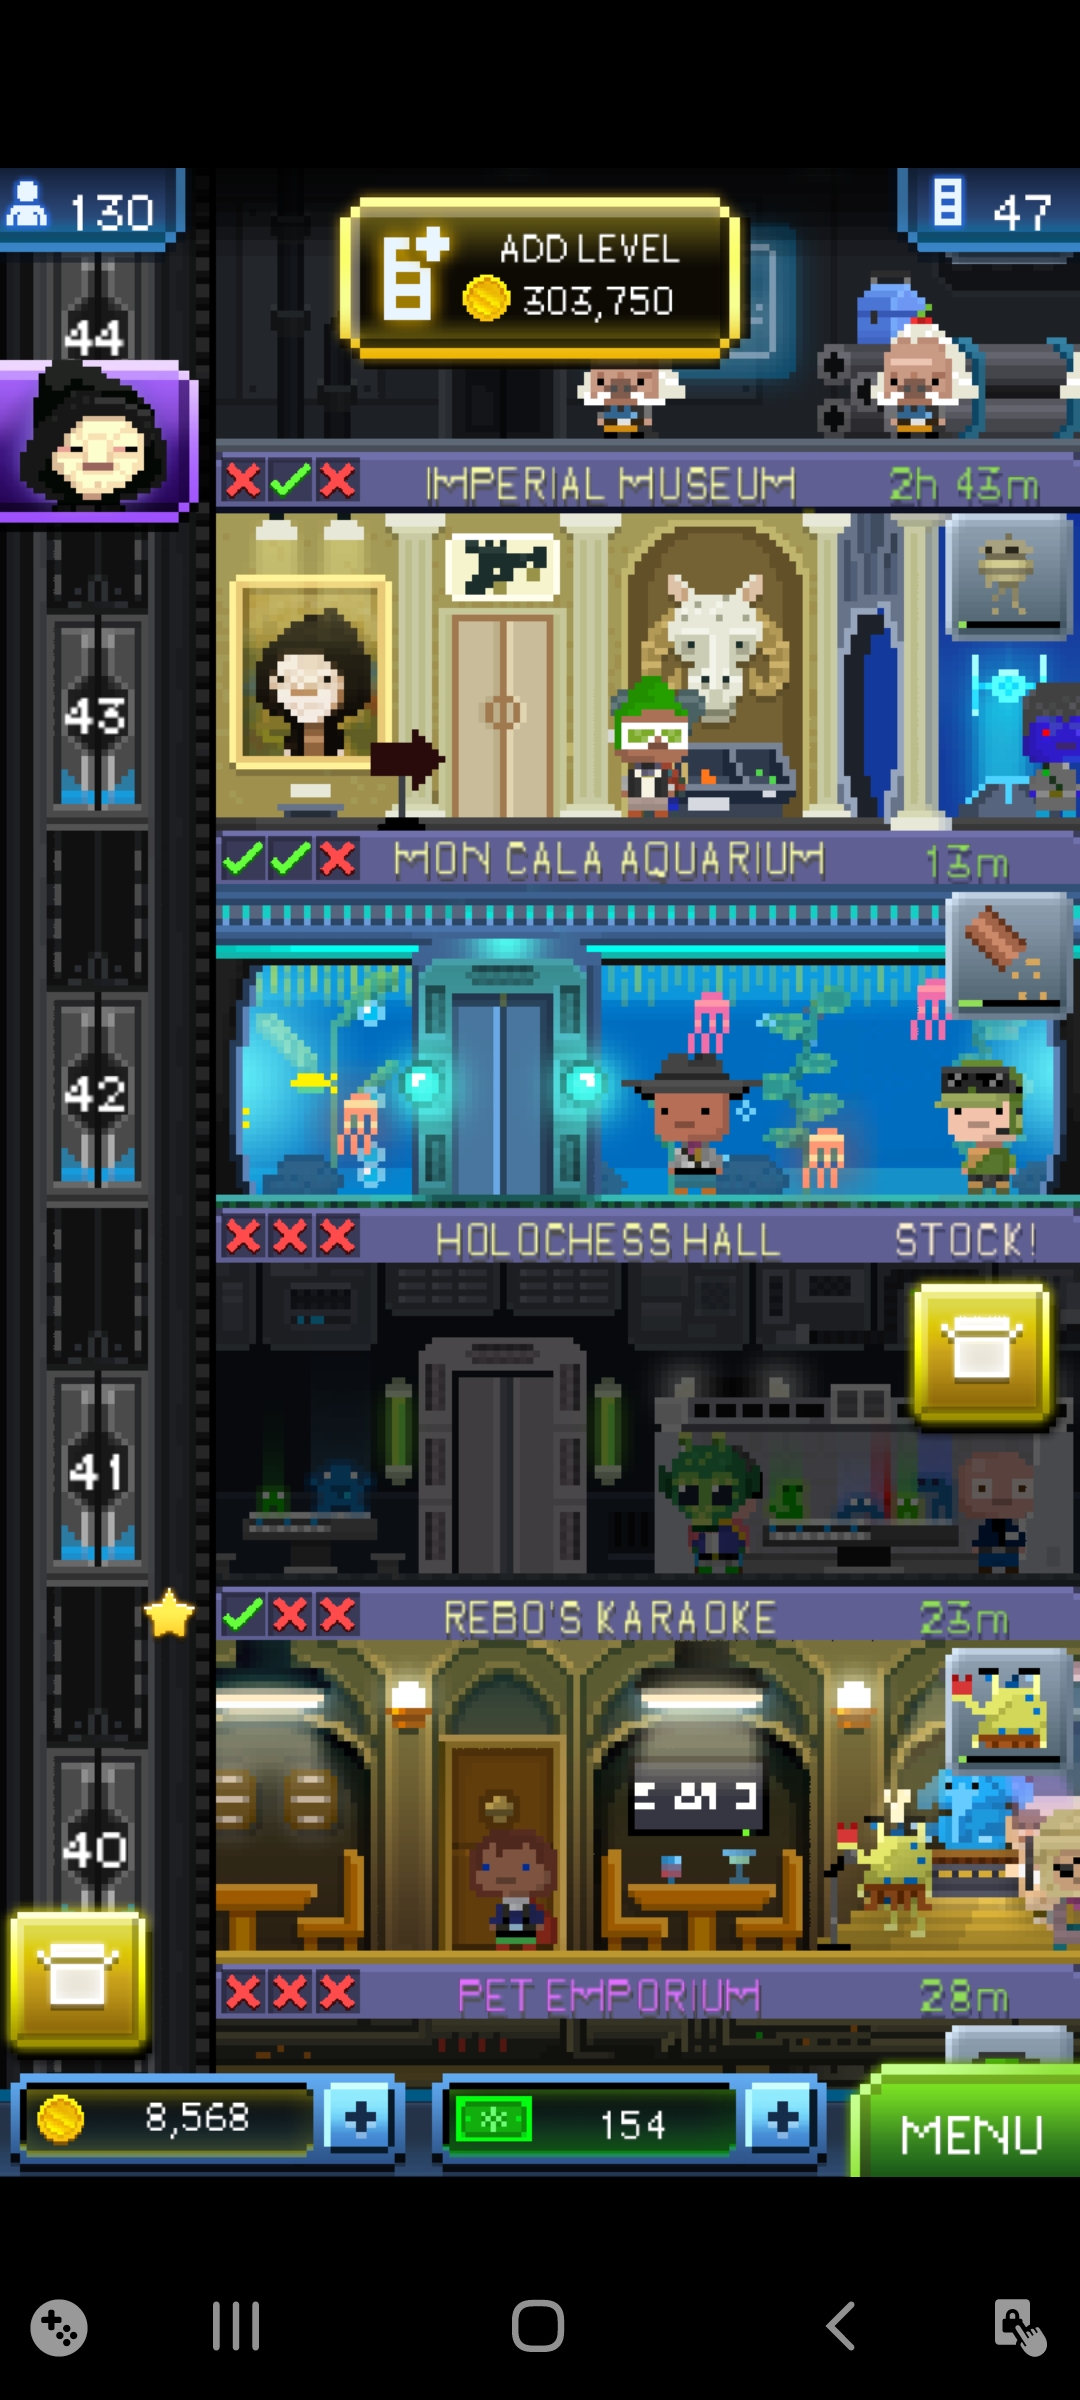 130
ADD LEVEL
303,750
47
44
IMPERIAL MUSEUM 2h 43m
43
MON CALA AQUARIUM 13m
42
HOLOCHESS HALL STOCK!
41
REBO'S KARAOKE 23m
40
PET EMPORIUM 28m
8,568
154
MENU